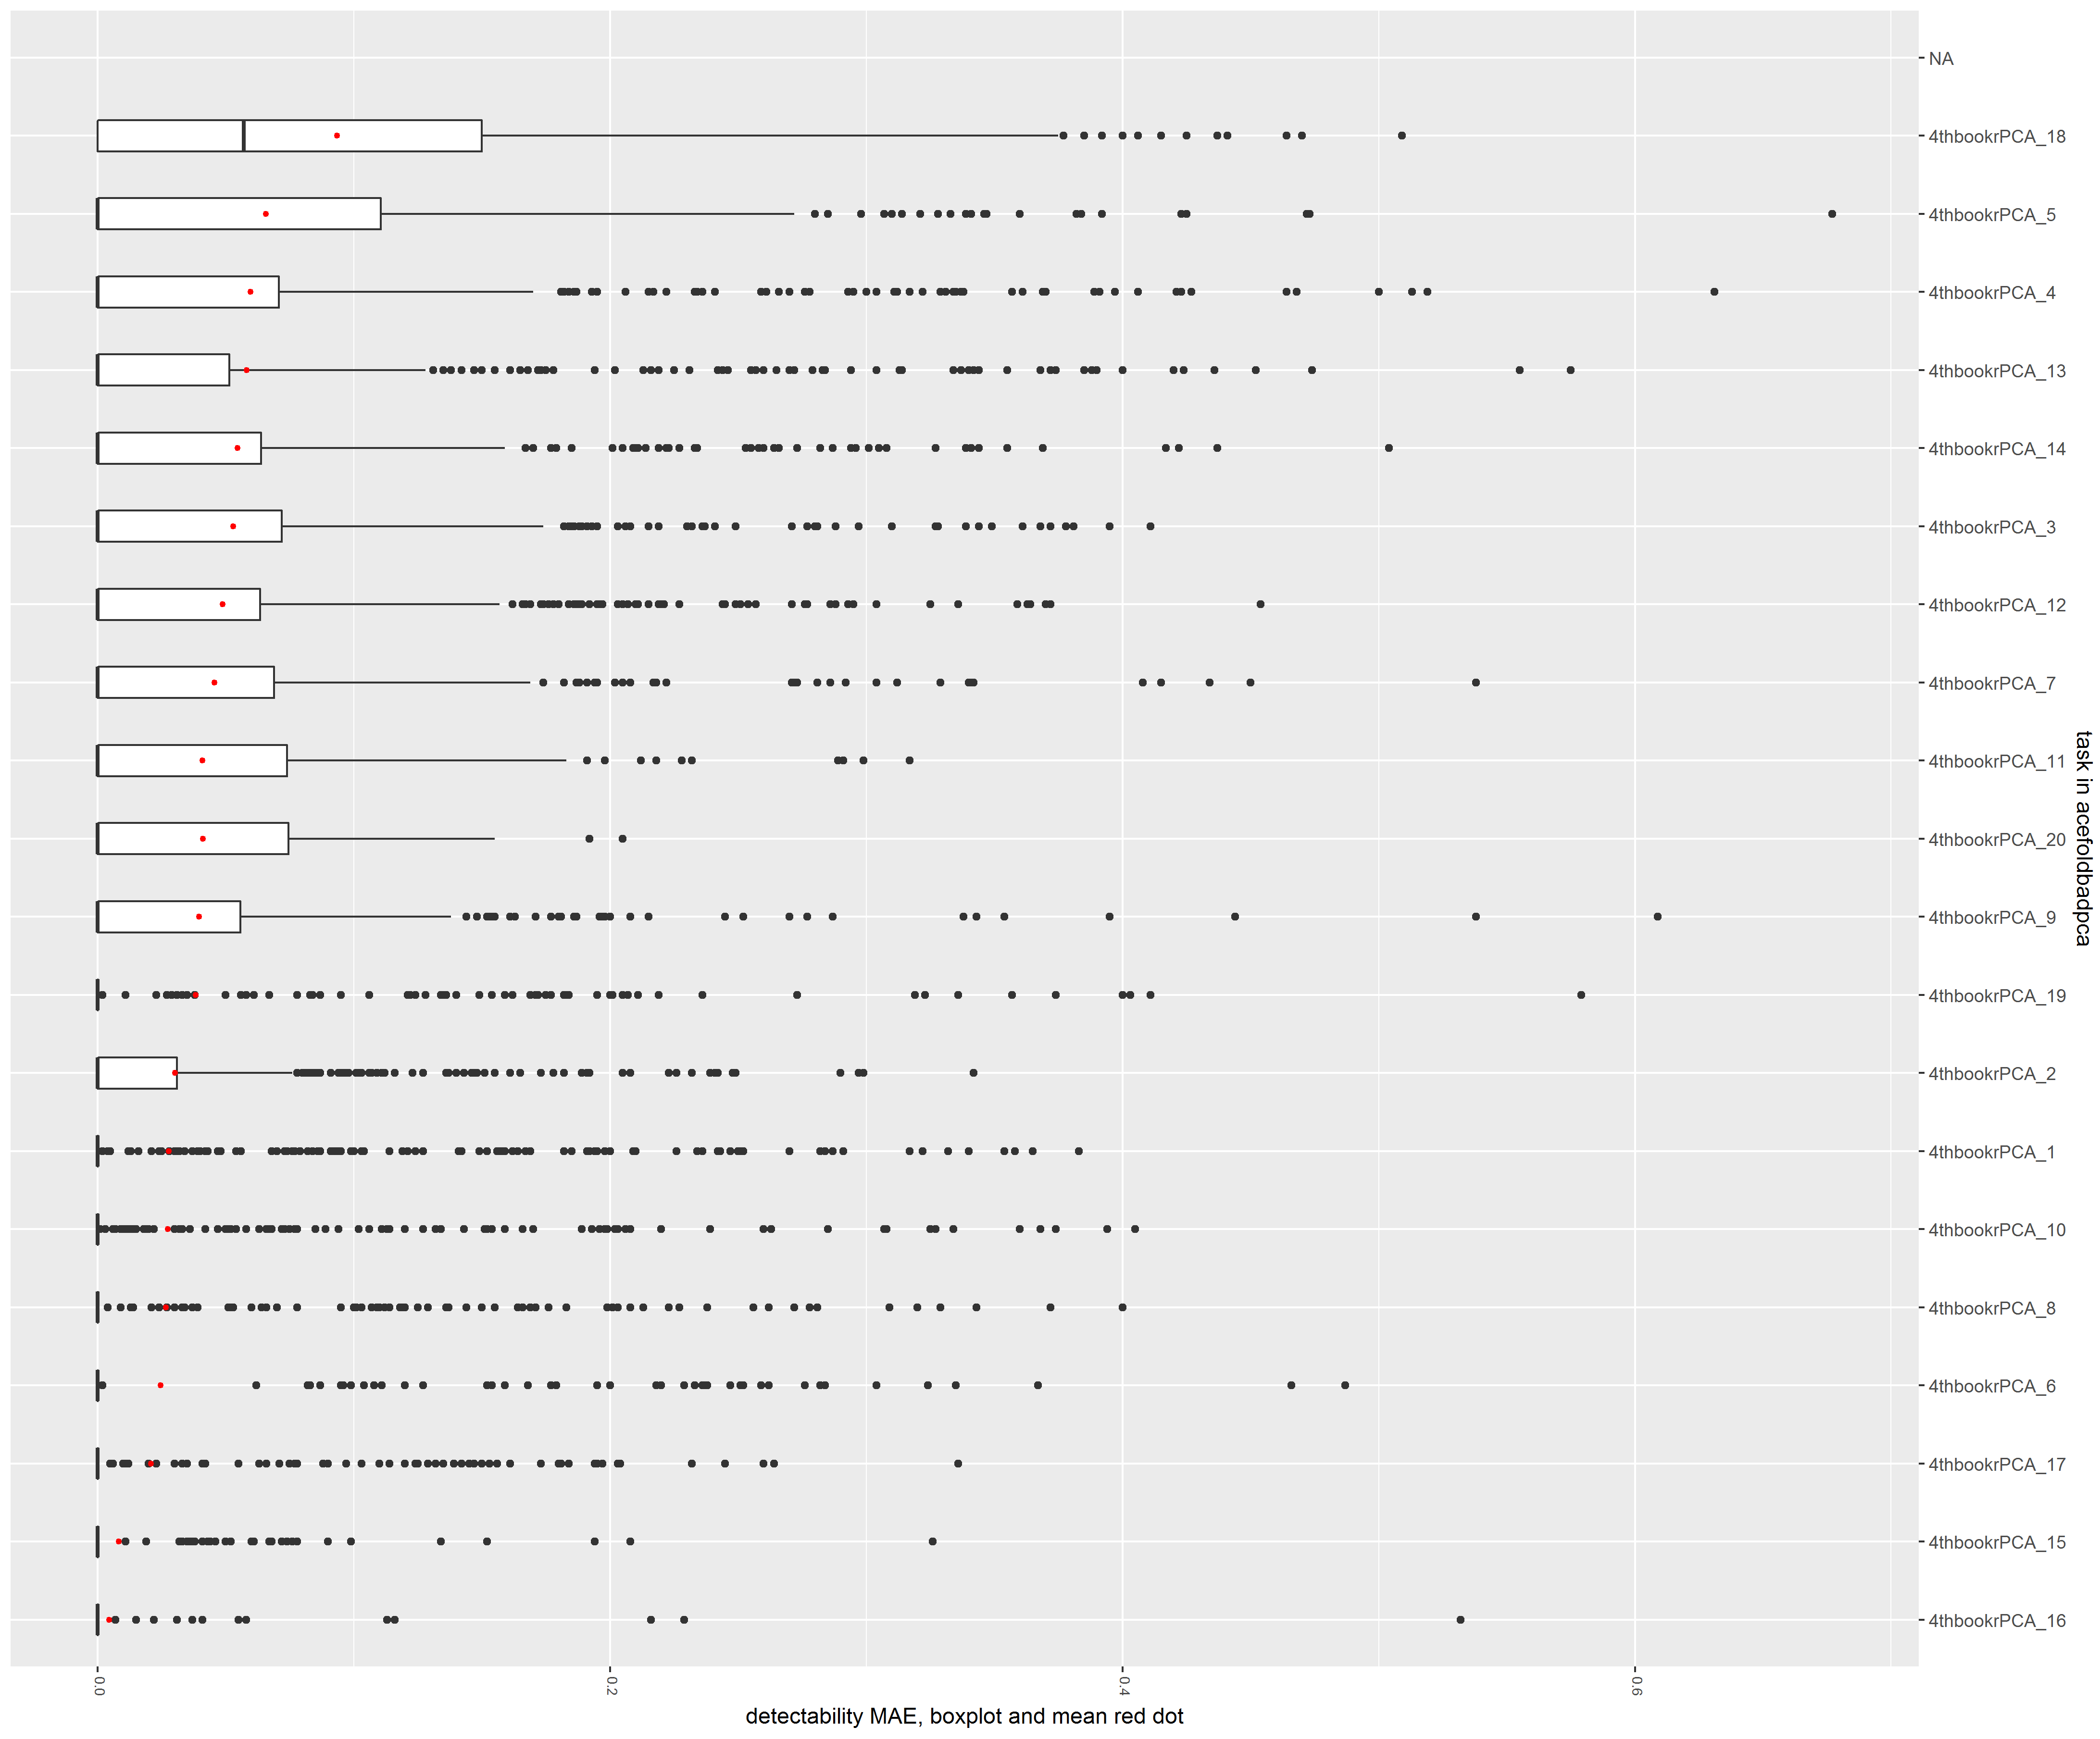 NA
4thbookrPCA_18
4thbookrPCA_5
4thbookrPCA_4
4thbookrPCA_13
4thbookrPCA_14
4thbookrPCA_3
4thbookrPCA_12
4thbookrPCA_7
4thbookrPCA_11
4thbookrPCA_20
4thbookrPCA_9
4thbookrPCA_19
4thbookrPCA_2
4thbookrPCA_1
4thbookrPCA_10
4thbookrPCA_8
4thbookrPCA_6
4thbookrPCA_17
4thbookrPCA_15
4thbookrPCA_16
task in acefoldbadpca
0.0 0.2 0.4 0.6
detectability MAE, boxplot and mean red dot